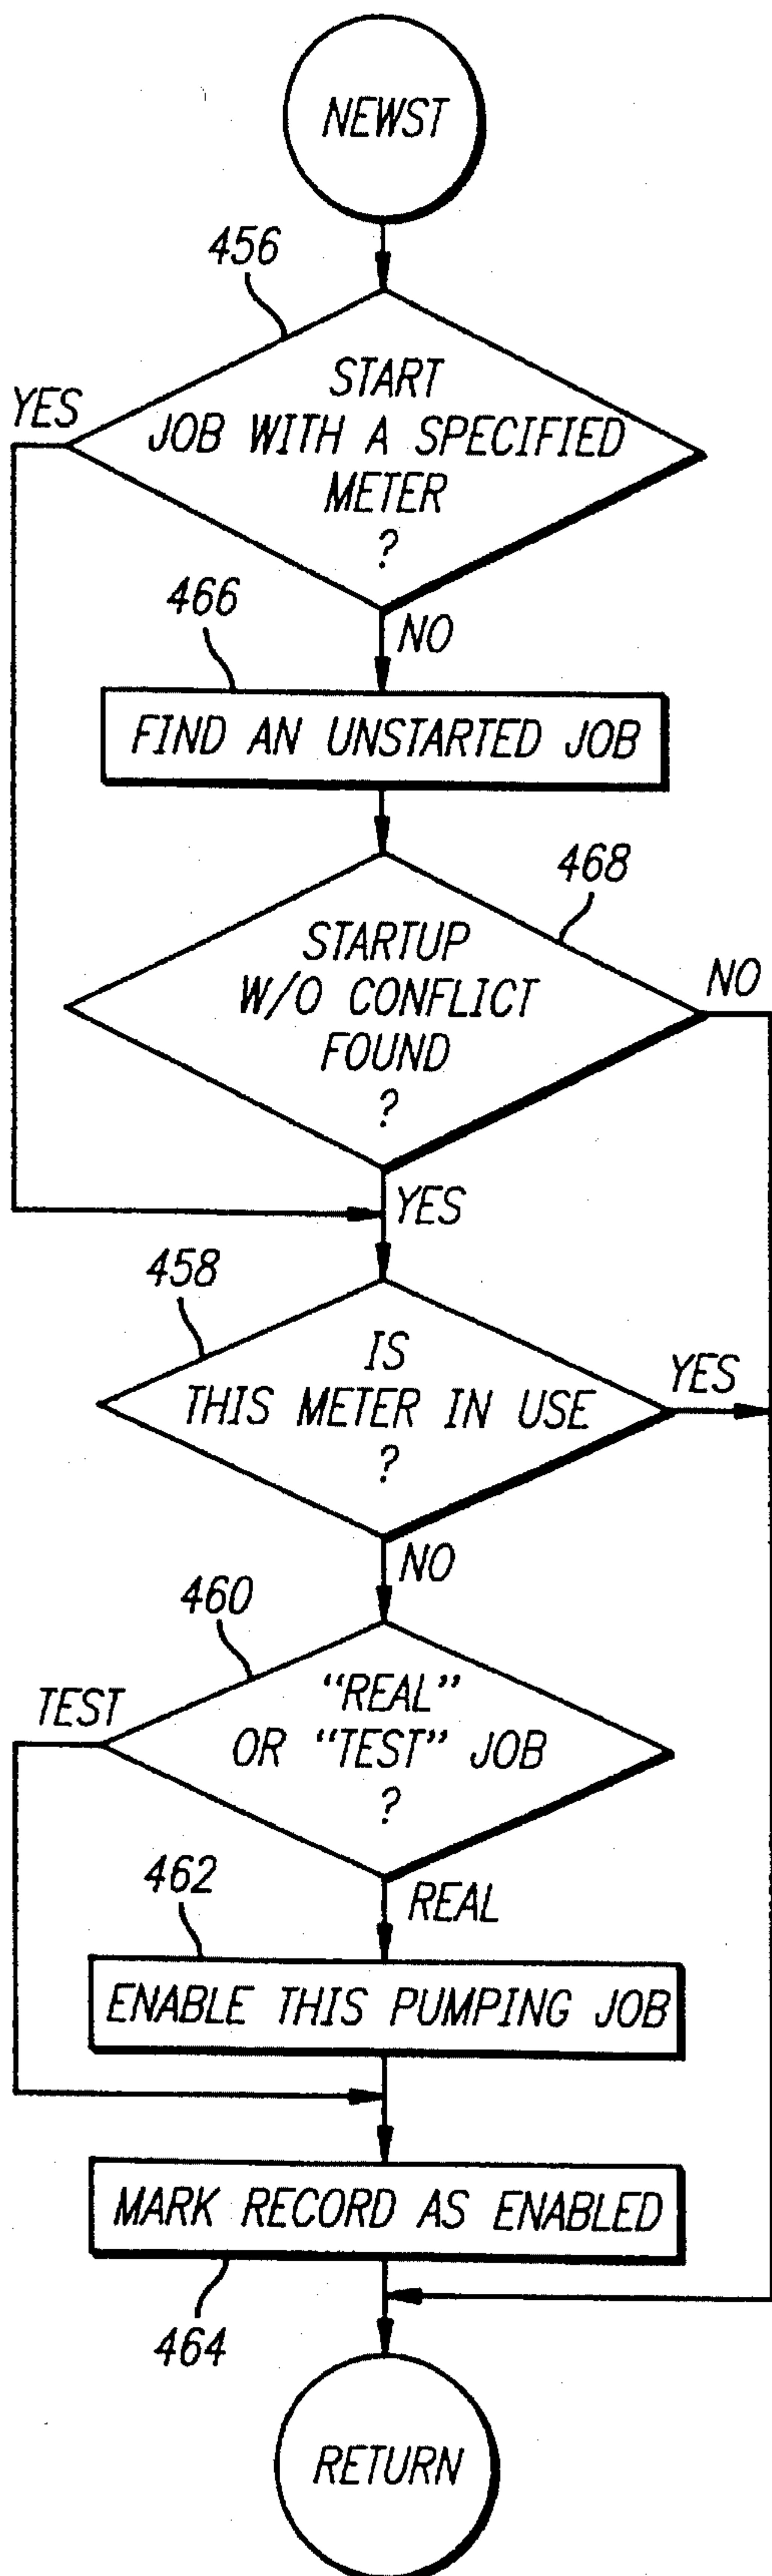 NEWST
456
START
JOB WITH A SPECIFIED
METER
?
YES
NO
466
FIND AN UNSTARTED JOB
468
STARTUP
W/O CONFLICT
FOUND
?
NO
YES
458
IS
THIS METER IN USE
?
YES
NO
460
"REAL"
OR "TEST" JOB
?
TEST
REAL
462
ENABLE THIS PUMPING JOB
MARK RECORD AS ENABLED
464
RETURN